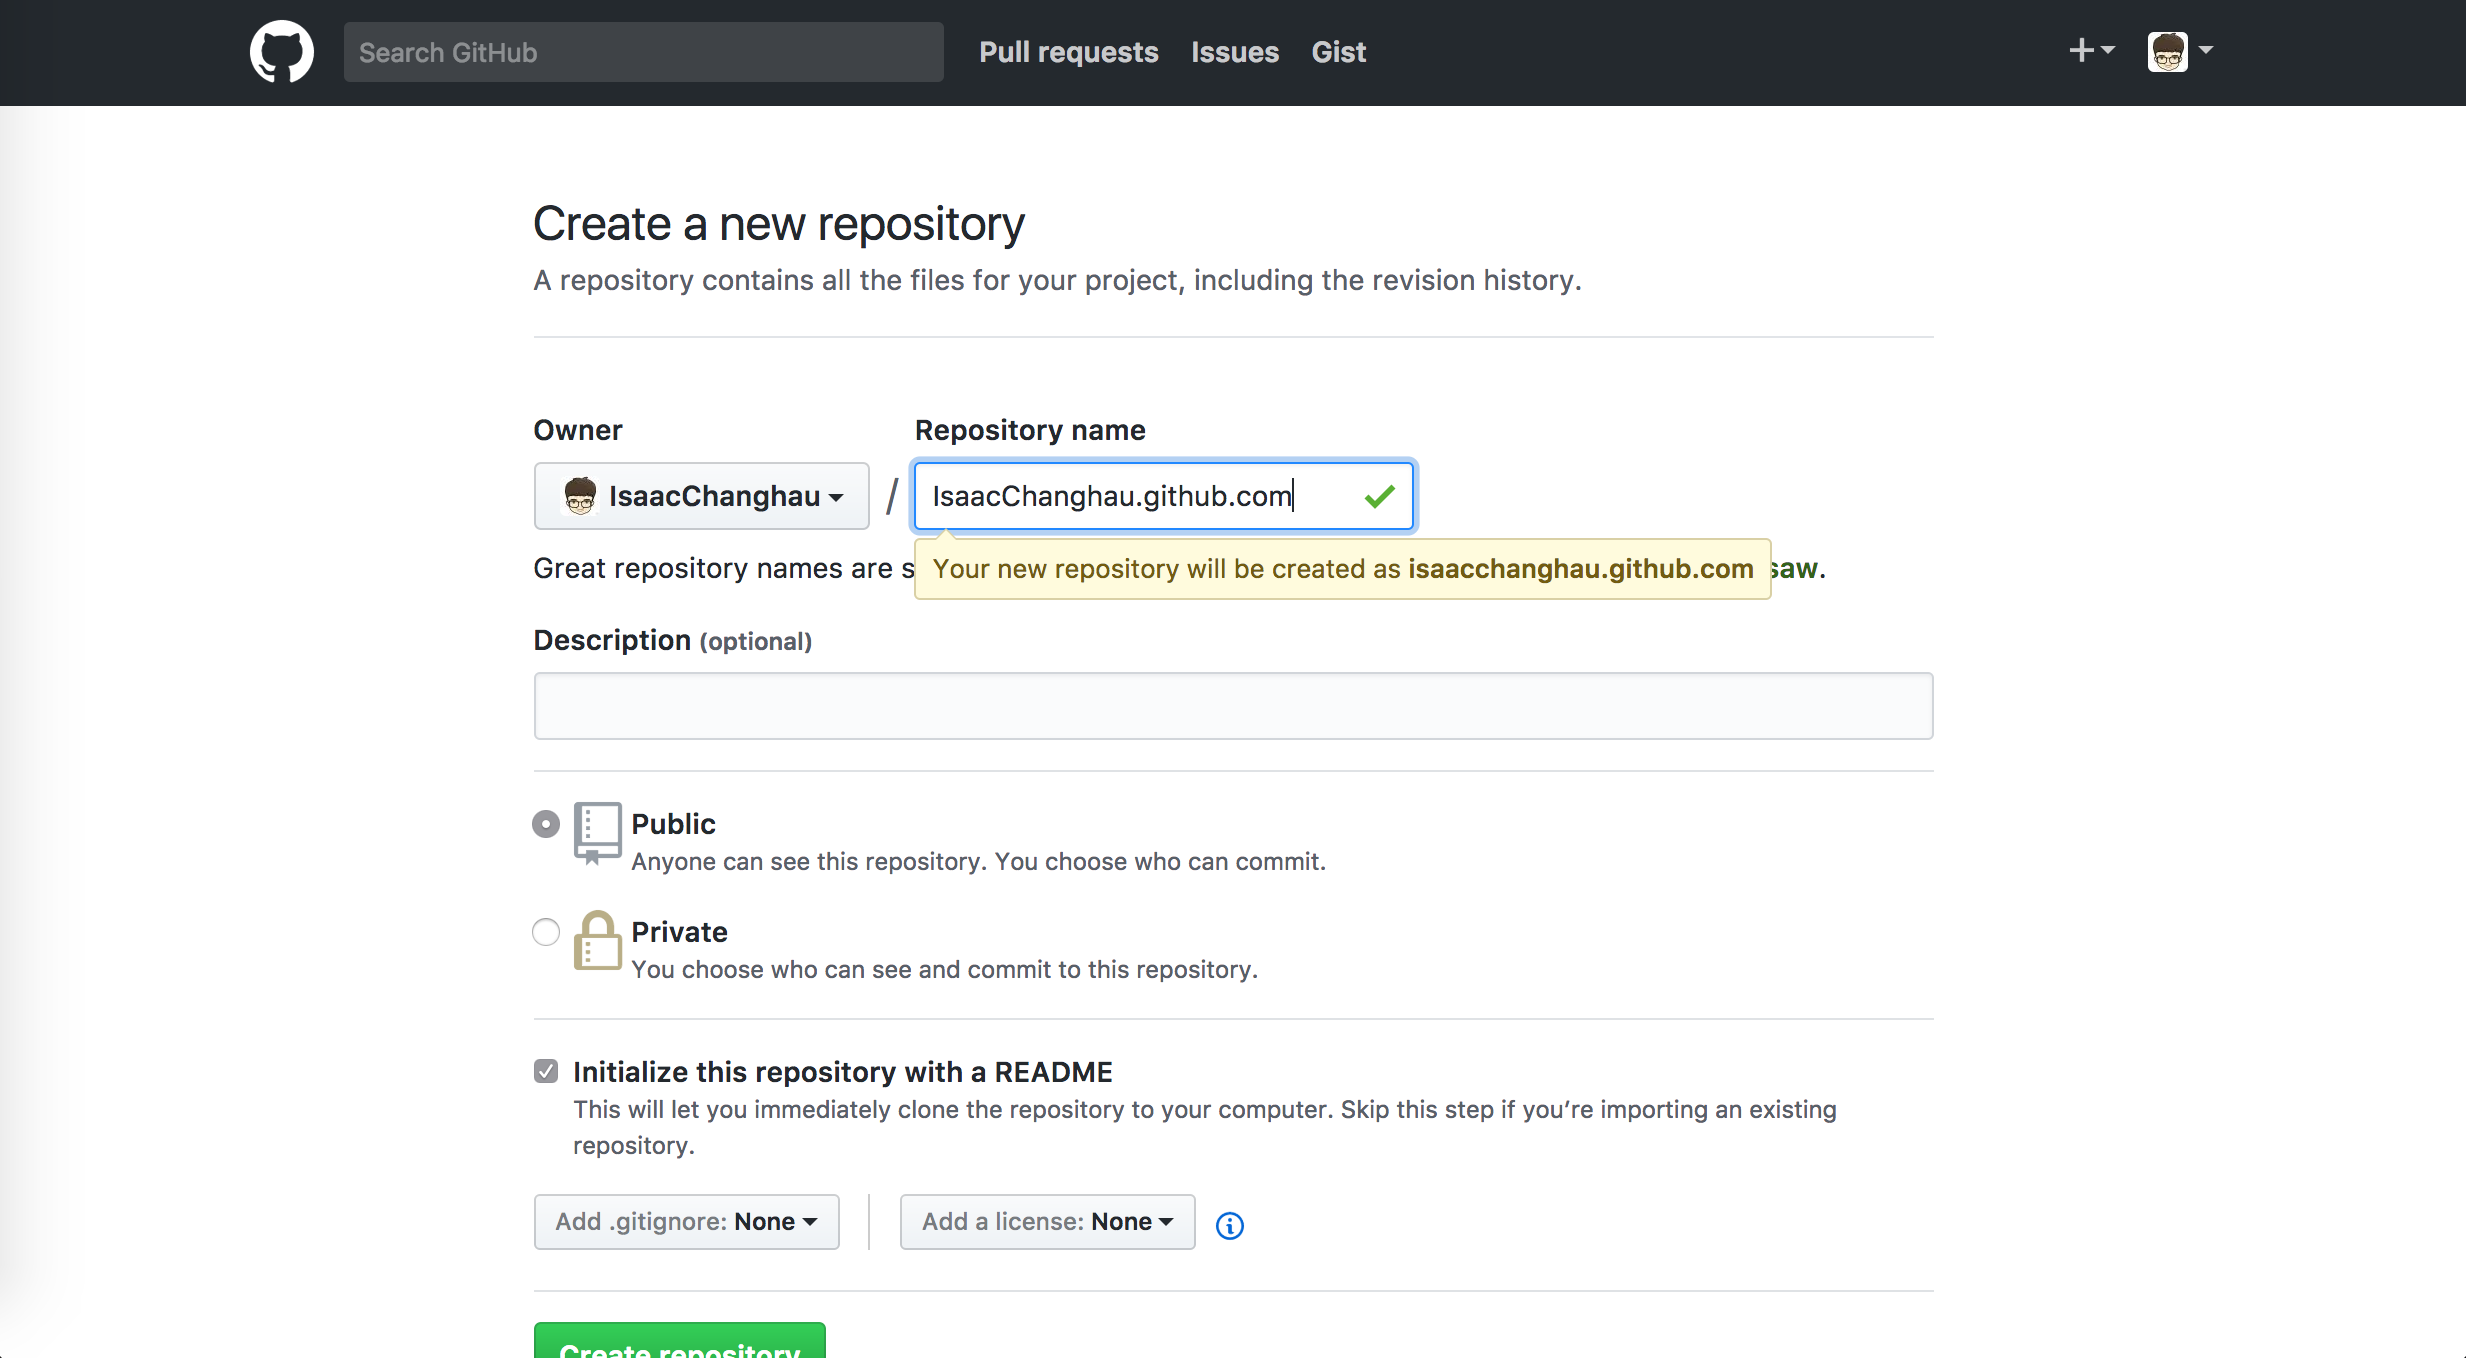 Search GitHub Pull requests Issues Gist
Create a new repository
A repository contains all the files for your project, including the revision history.
Owner Repository name
IsaacChanghau / IsaacChanghau.github.com
Great repository names are s Your new repository will be created as isaacchanghau.github.com saw.
Description (optional)
Public
Anyone can see this repository. You choose who can commit.
Private
You choose who can see and commit to this repository.
Initialize this repository with a README
This will let you immediately clone the repository to your computer. Skip this step if you’re importing an existing
repository.
Add .gitignore: None Add a license: None
Create repository